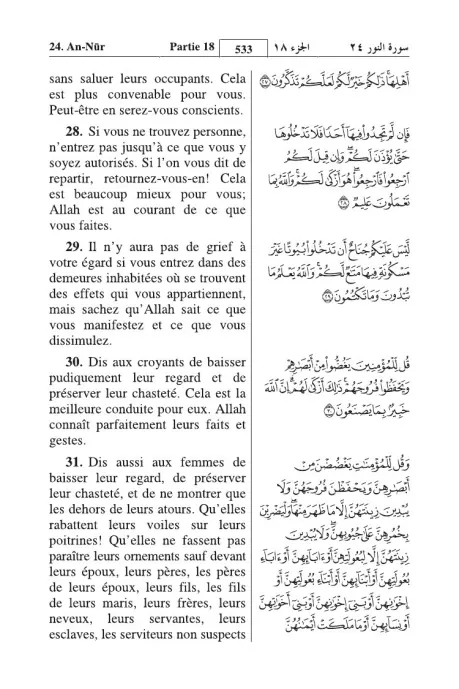 24. An-Nūr Partie 18 533 الجزء ١٨ سورة النور ٢٤
sans saluer leurs occupants. Cela
est plus convenable pour vous.
Peut-être en serez-vous conscients.
28. Si vous ne trouvez personne,
n'entrez pas jusqu'à ce que vous y
soyez autorisés. Si l'on vous dit de
repartir, retournez-vous-en! Cela
est beaucoup mieux pour vous;
Allah est au courant de ce que
vous faites.
29. Il n'y aura pas de grief à
votre égard si vous entrez dans des
demeures inhabitées où se trouvent
des effets qui vous appartiennent,
mais sachez qu'Allah sait ce que
vous manifestez et ce que vous
dissimulez.
30. Dis aux croyants de baisser
pudiquement leur regard et de
préserver leur chasteté. Cela est la
meilleure conduite pour eux. Allah
connaît parfaitement leurs faits et
gestes.
31. Dis aussi aux femmes de
baisser leur regard, de préserver
leur chasteté, et de ne montrer que
les dehors de leurs atours. Qu'elles
rabattent leurs voiles sur leurs
poitrines! Qu'elles ne fassent pas
paraître leurs ornements sauf devant
leurs époux, leurs pères, les pères
de leurs époux, leurs fils, les fils
de leurs maris, leurs frères, leurs
neveux, leurs servantes, leurs
esclaves, les serviteurs non suspects
أَهْلِهَا ذَٰلِكُمْ خَيْرٌ لَّكُمْ لَعَلَّكُمْ تَذَكَّرُونَ ٢٧
فَإِن لَّمْ تَجِدُوا فِيهَا أَحَدًا فَلَا تَدْخُلُوهَا
حَتَّىٰ يُؤْذَنَ لَكُمْ وَإِن قِيلَ لَكُمُ
ارْجِعُوا فَارْجِعُوا هُوَ أَزْكَىٰ لَكُمْ وَاللَّهُ بِمَا
تَعْمَلُونَ عَلِيمٌ ٢٨
لَّيْسَ عَلَيْكُمْ جُنَاحٌ أَن تَدْخُلُوا بُيُوتًا غَيْرَ
مَسْكُونَةٍ فِيهَا مَتَاعٌ لَّكُمْ وَاللَّهُ يَعْلَمُ مَا
تُبْدُونَ وَمَا تَكْتُمُونَ ٢٩
قُل لِّلْمُؤْمِنِينَ يَغُضُّوا مِنْ أَبْصَارِهِمْ
وَيَحْفَظُوا فُرُوجَهُمْ ذَٰلِكَ أَزْكَىٰ لَهُمْ إِنَّ اللَّهَ
خَبِيرٌ بِمَا يَصْنَعُونَ ٣٠
وَقُل لِّلْمُؤْمِنَاتِ يَغْضُضْنَ مِنْ
أَبْصَارِهِنَّ وَيَحْفَظْنَ فُرُوجَهُنَّ وَلَا
يُبْدِينَ زِينَتَهُنَّ إِلَّا مَا ظَهَرَ مِنْهَا وَلْيَضْرِبْنَ
بِخُمُرِهِنَّ عَلَىٰ جُيُوبِهِنَّ وَلَا يُبْدِينَ
زِينَتَهُنَّ إِلَّا لِبُعُولَتِهِنَّ أَوْ ءَابَائِهِنَّ أَوْ ءَابَاءِ
بُعُولَتِهِنَّ أَوْ أَبْنَائِهِنَّ أَوْ أَبْنَاءِ بُعُولَتِهِنَّ أَوْ
إِخْوَانِهِنَّ أَوْ بَنِي إِخْوَانِهِنَّ أَوْ بَنِي أَخَوَاتِهِنَّ
أَوْ نِسَائِهِنَّ أَوْ مَا مَلَكَتْ أَيْمَانُهُنَّ